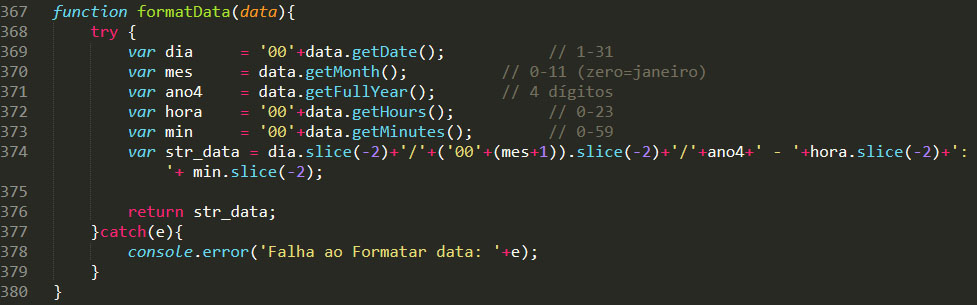 367 function formatData(data){
368     try {
369         var dia     = '00'+data.getDate();           // 1-31
370         var mes     = data.getMonth();          // 0-11 (zero=janeiro)
371         var ano4    = data.getFullYear();       // 4 dígitos
372         var hora    = '00'+data.getHours();          // 0-23
373         var min     = '00'+data.getMinutes();        // 0-59
374         var str_data = dia.slice(-2)+'/'+('00'+(mes+1)).slice(-2)+'/'+ano4+' - '+hora.slice(-2)+':
            '+ min.slice(-2);
375
376         return str_data;
377     }catch(e){
378         console.error('Falha ao Formatar data: '+e);
379     }
380 }